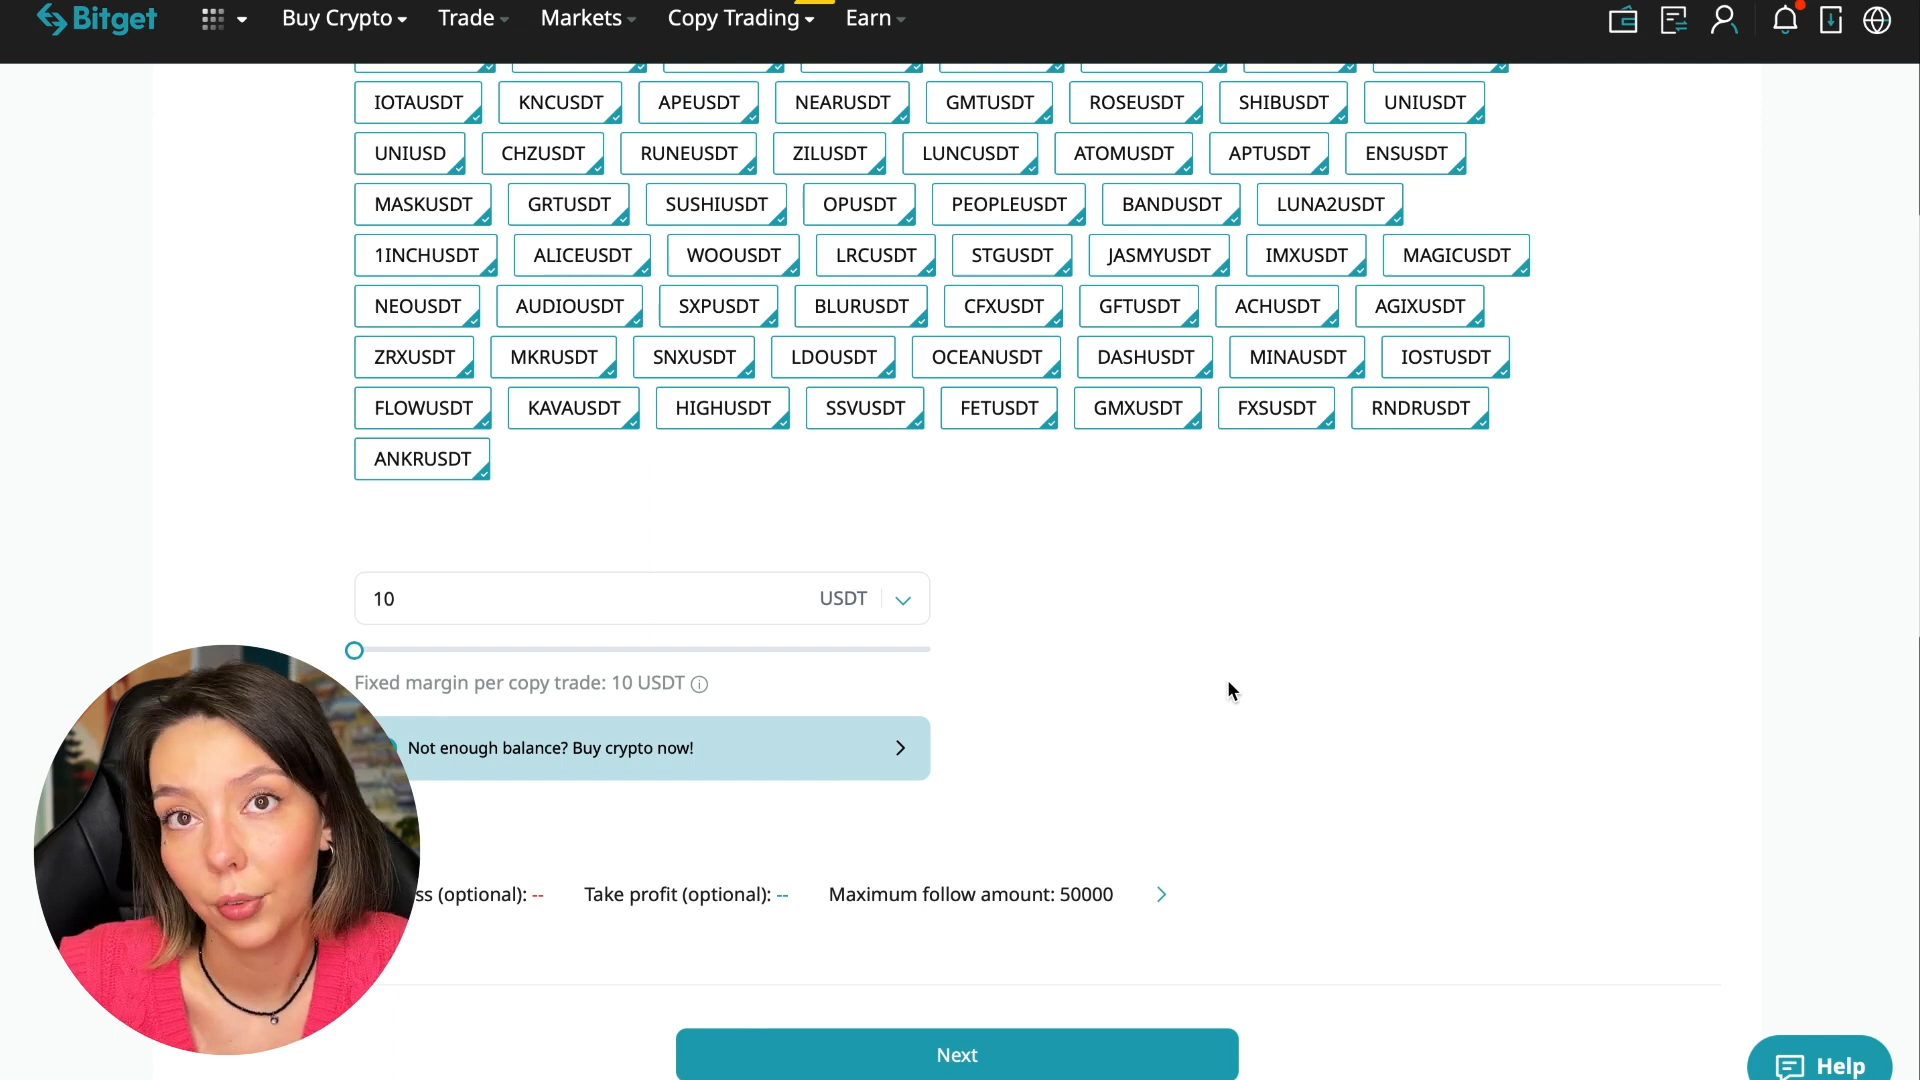 Bitget Buy Crypto Trade Markets Copy Trading Earn
IOTAUSDT KNCUSDT APEUSDT NEARUSDT GMTUSDT ROSEUSDT SHIBUSDT UNIUSDT
UNIUSD CHZUSDT RUNEUSDT ZILUSDT LUNCUSDT ATOMUSDT APTUSDT ENSUSDT
MASKUSDT GRTUSDT SUSHIUSDT OPUSDT PEOPLEUSDT BANDUSDT LUNA2USDT
1INCHUSDT ALICEUSDT WOOUSDT LRCUSDT STGUSDT JASMYUSDT IMXUSDT MAGICUSDT
NEOUSDT AUDIOUSDT SXPUSDT BLURUSDT CFXUSDT GFTUSDT ACHUSDT AGIXUSDT
ZRXUSDT MKRUSDT SNXUSDT LDOUSDT OCEANUSDT DASHUSDT MINAUSDT IOSTUSDT
FLOWUSDT KAVAUSDT HIGHUSDT SSVUSDT FETUSDT GMXUSDT FXSUSDT RNDRUSDT
ANKRUSDT
10 USDT
Fixed margin per copy trade: 10 USDT
Not enough balance? Buy crypto now!
ss (optional): -- Take profit (optional): -- Maximum follow amount: 50000
Next
Help